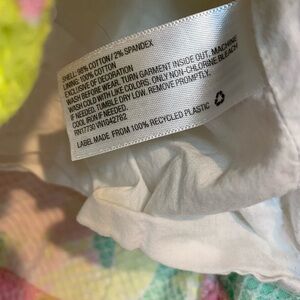 SHELL: 98% COTTON/2% SPANDEX
LINING: 100% COTTON
EXCLUSIVE OF DECORATION
WASH BEFORE WEAR, TURN GARMENT INSIDE OUT, MACHINE
WASH COLD WITH LIKE COLORS, ONLY NON-CHLORINE BLEACH
IF NEEDED, TUMBLE DRY LOW. REMOVE PROMPTLY.
COOL IRON IF NEEDED.
RN17730 VN1042782
LABEL MADE FROM 100% RECYCLED PLASTIC